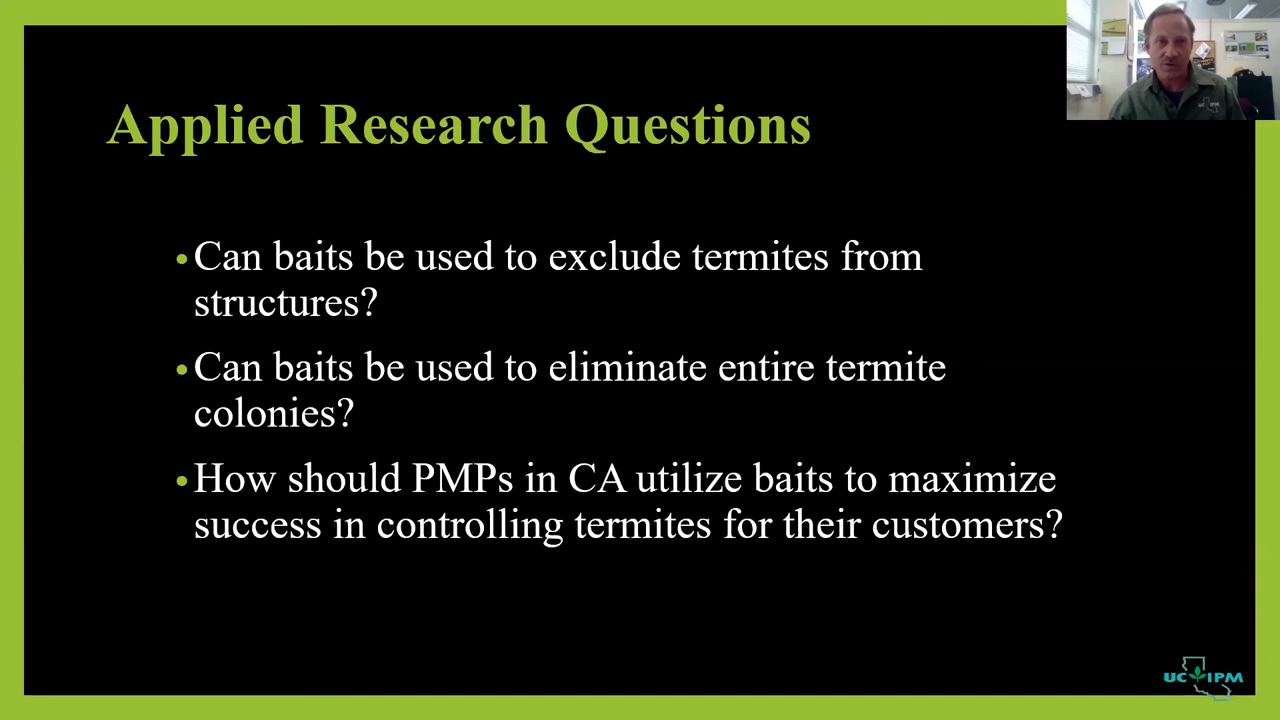 Applied Research Questions
•Can baits be used to exclude termites from
structures?
•Can baits be used to eliminate entire termite
colonies?
•How should PMPs in CA utilize baits to maximize
success in controlling termites for their customers?
UC IPM